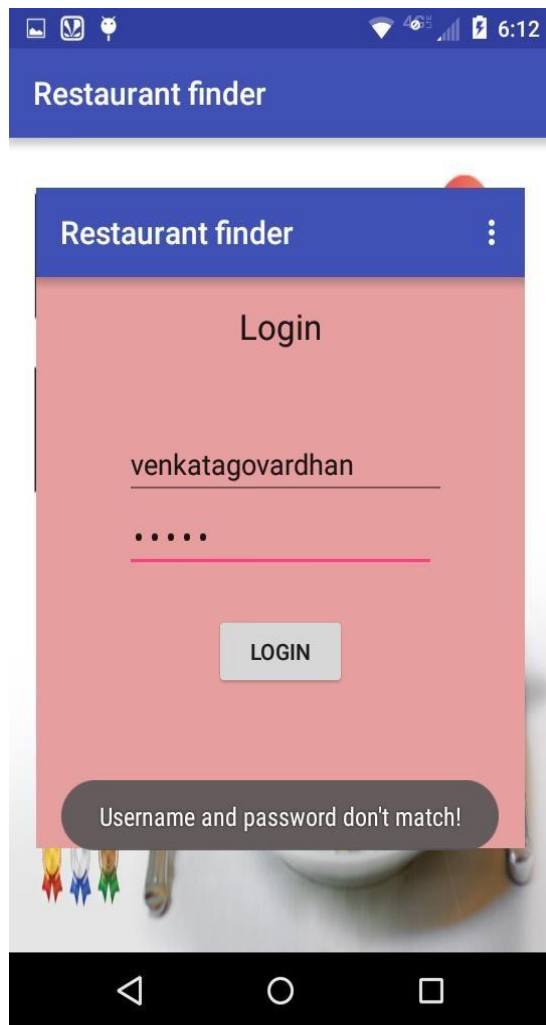 6:12
Restaurant finder
Restaurant finder
Login
venkatagovardhan
•••••
LOGIN
Username and password don't match!